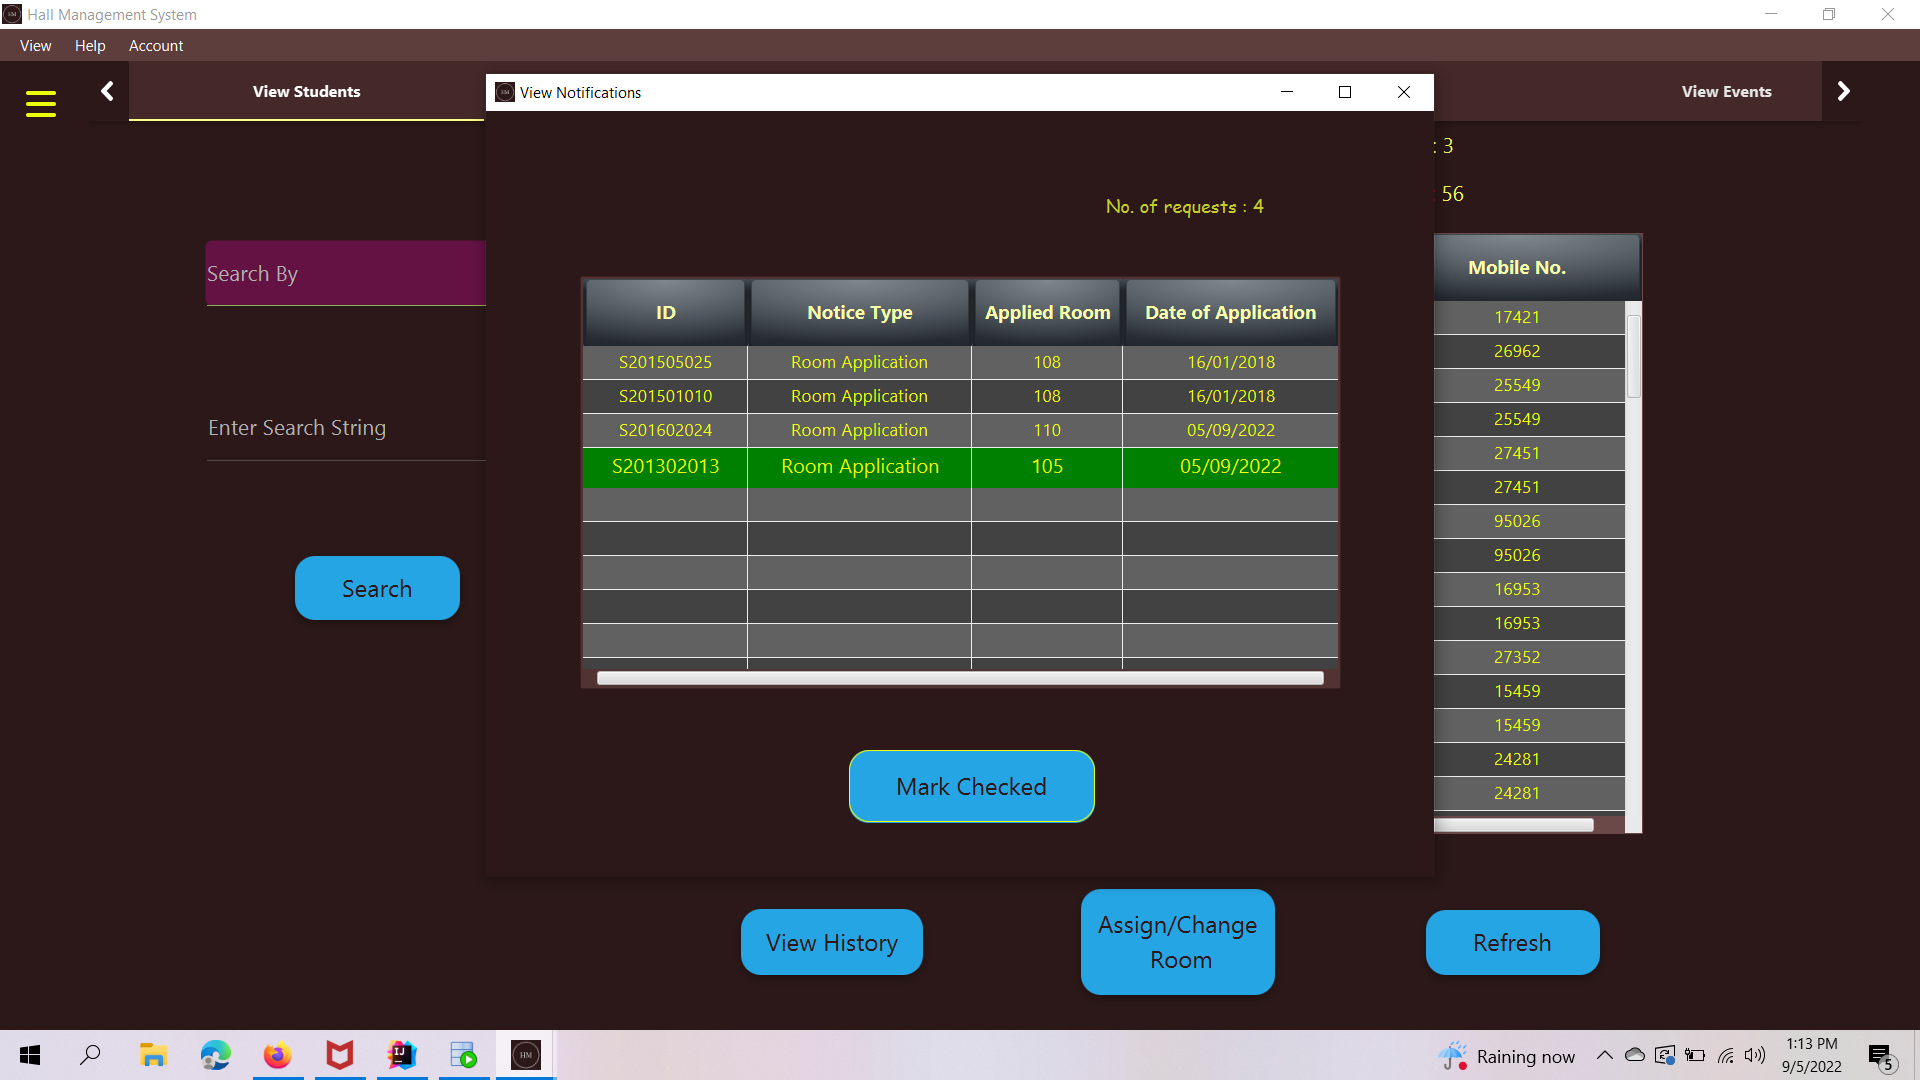 Hall Management System
View Help Account
View Students
View Events
View Notifications
: 3
56
No. of requests : 4
Search By
Enter Search String
Search
ID Notice Type Applied Room Date of Application
S201505025 Room Application 108 16/01/2018
S201501010 Room Application 108 16/01/2018
S201602024 Room Application 110 05/09/2022
S201302013 Room Application 105 05/09/2022
Mark Checked
Mobile No.
17421
26962
25549
25549
27451
27451
95026
95026
16953
16953
27352
15459
15459
24281
24281
View History
Assign/Change
Room
Refresh
HM
Raining now
1:13 PM
9/5/2022
5